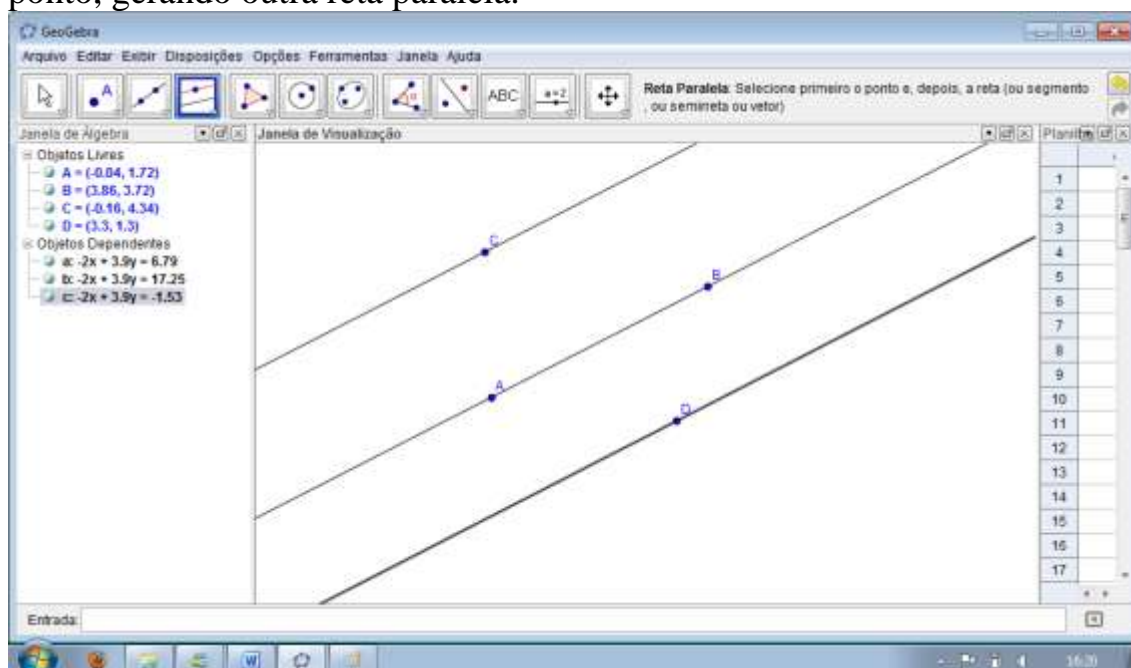 ponto, gerando outra reta paralela.
GeoGebra
Arquivo Editar Exibir Disposições Opções Ferramentas Janela Ajuda
A
ABC
a=2
Reta Paralela: Selecione primeiro o ponto e, depois, a reta (ou segmento
, ou semirreta ou vetor)
Janela de Álgebra
Janela de Visualização
Objetos Livres
A = (-0.04, 1.72)
B = (3.86, 3.72)
C = (-0.16, 4.34)
D = (3.3, 1.3)
Objetos Dependentes
a: -2x + 3.9y = 6.79
b: -2x + 3.9y = 17.25
c: -2x + 3.9y = -1.53
C
B
A
D
1
2
3
4
5
6
7
8
9
10
11
12
13
14
15
16
17
Entrada:
W
16:20